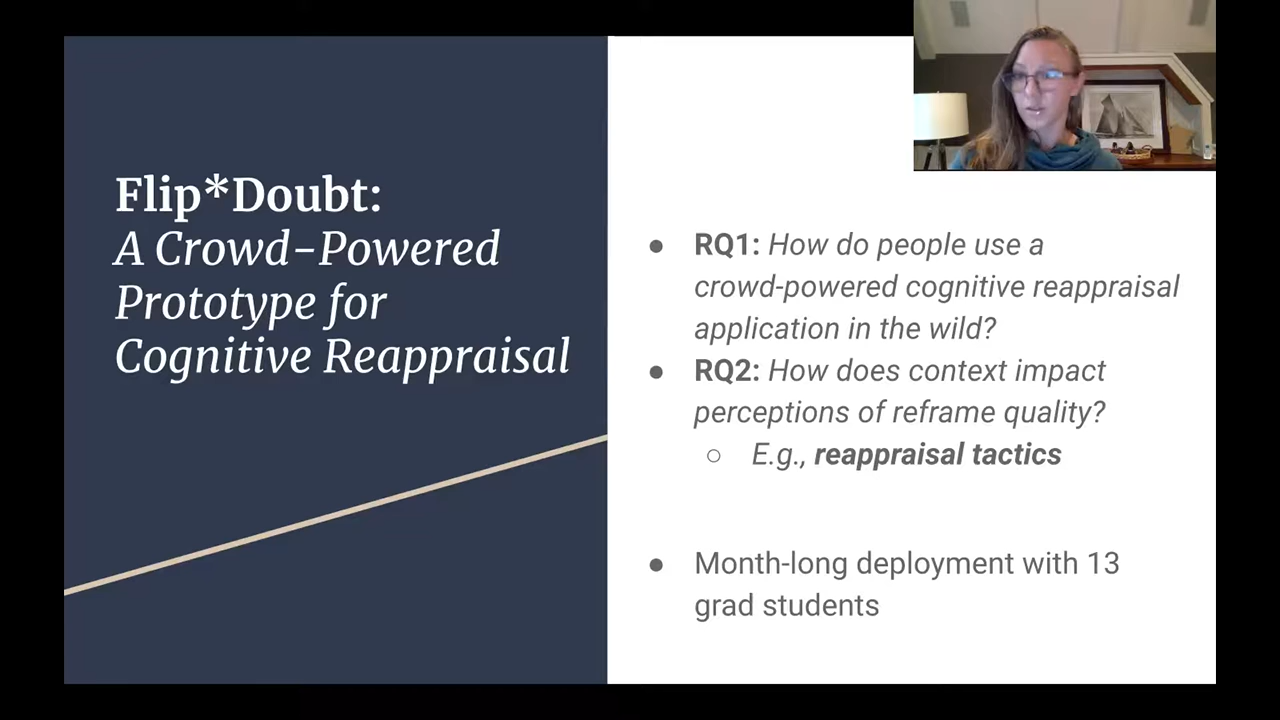 Flip*Doubt:
A Crowd-Powered
Prototype for
Cognitive Reappraisal
● RQ1: How do people use a
crowd-powered cognitive reappraisal
application in the wild?
● RQ2: How does context impact
perceptions of reframe quality?
○ E.g., reappraisal tactics
● Month-long deployment with 13
grad students